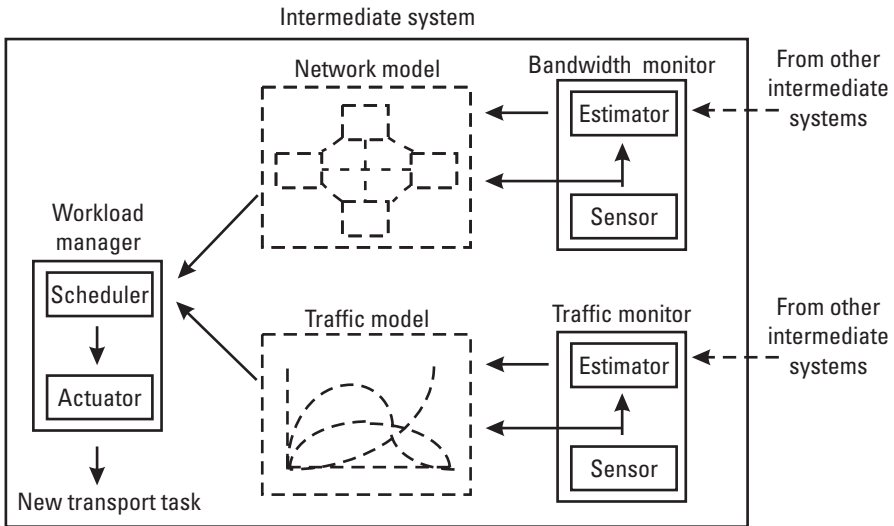 Intermediate system
Network model
Bandwidth monitor
From other
intermediate
systems
Estimator
Sensor
Workload
manager
Scheduler
Actuator
New transport task
Traffic model
Traffic monitor
From other
intermediate
systems
Estimator
Sensor